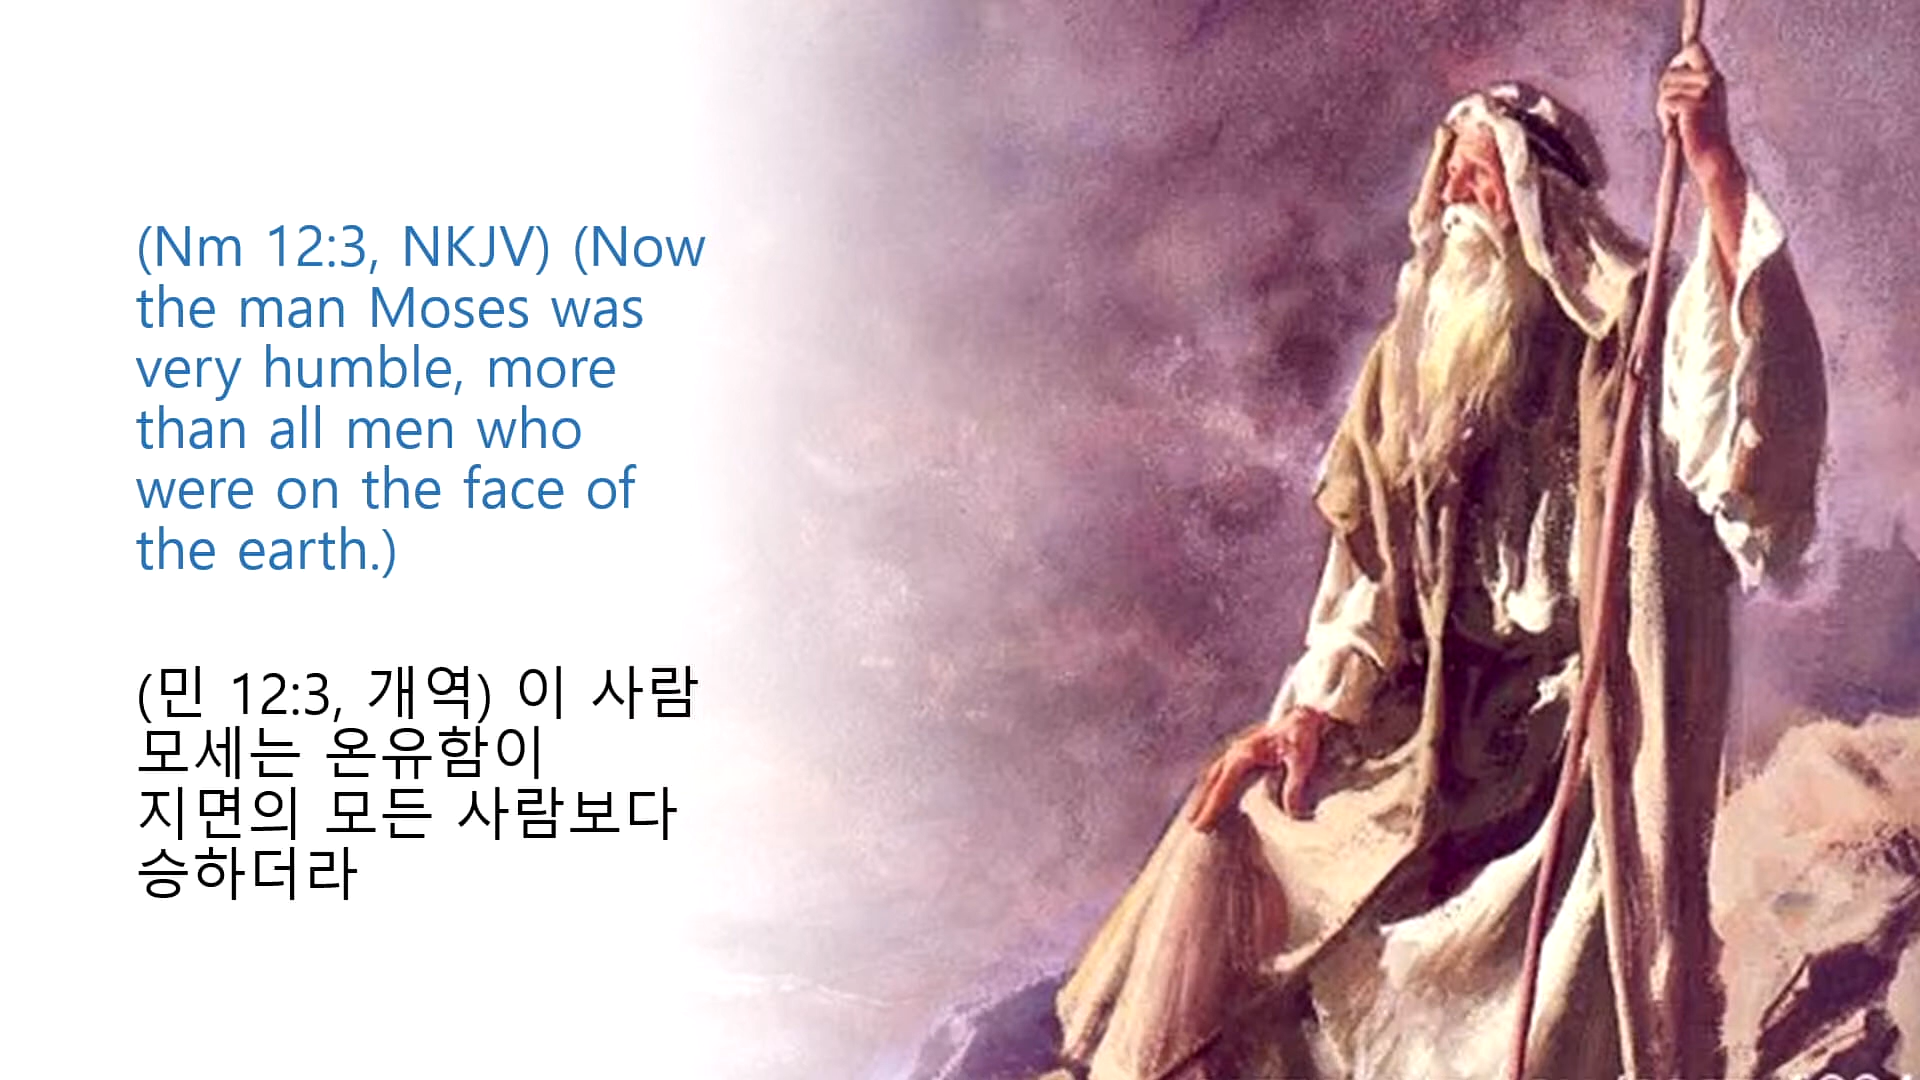 (Nm 12:3, NKJV) (Now
the man Moses was
very humble, more
than all men who
were on the face of
the earth.)
(민 12:3, 개역) 이 사람
모세는 온유함이
지면의 모든 사람보다
승하더라